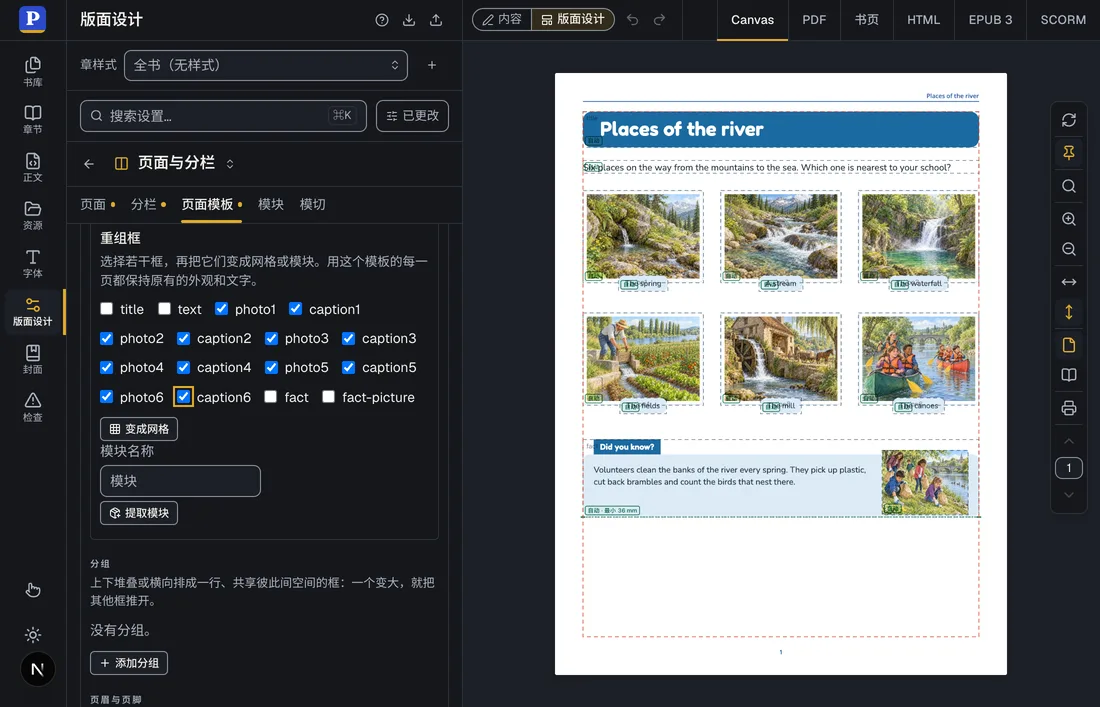 P
书库
章节
正文
资源
字体
版面设计
封面
检查
N
版面设计
章样式
全书（无样式）
搜索设置…
⌘K
已更改
页面与分栏
页面
分栏
页面模板
模块
模切
重组框
选择若干框，再把它们变成网格或模块。用这个模板的每一
页都保持原有的外观和文字。
title text photo1 caption1
photo2 caption2 photo3 caption3
photo4 caption4 photo5 caption5
photo6 caption6 fact fact-picture
变成网格
模块名称
模块
提取模块
分组
上下堆叠或横向排成一行、共享彼此间空间的框：一个变大，就把
其他框推开。
没有分组。
添加分组
页眉与页脚
内容
版面设计
Canvas
PDF
书页
HTML
EPUB 3
SCORM
Places of the river
Places of the river
places on the way from the mountains to the sea. Which one is nearest to your school?
spring
stream
waterfall
fields
mill
canoes
Did you know?
Volunteers clean the banks of the river every spring. They pick up plastic,
cut back brambles and count the birds that nest there.
自动 · 最小 36 mm
1
1